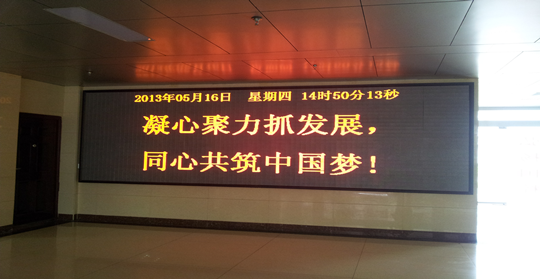 2013年05月16日 星期四 14时50分13秒
凝心聚力抓发展，
同心共筑中国梦！